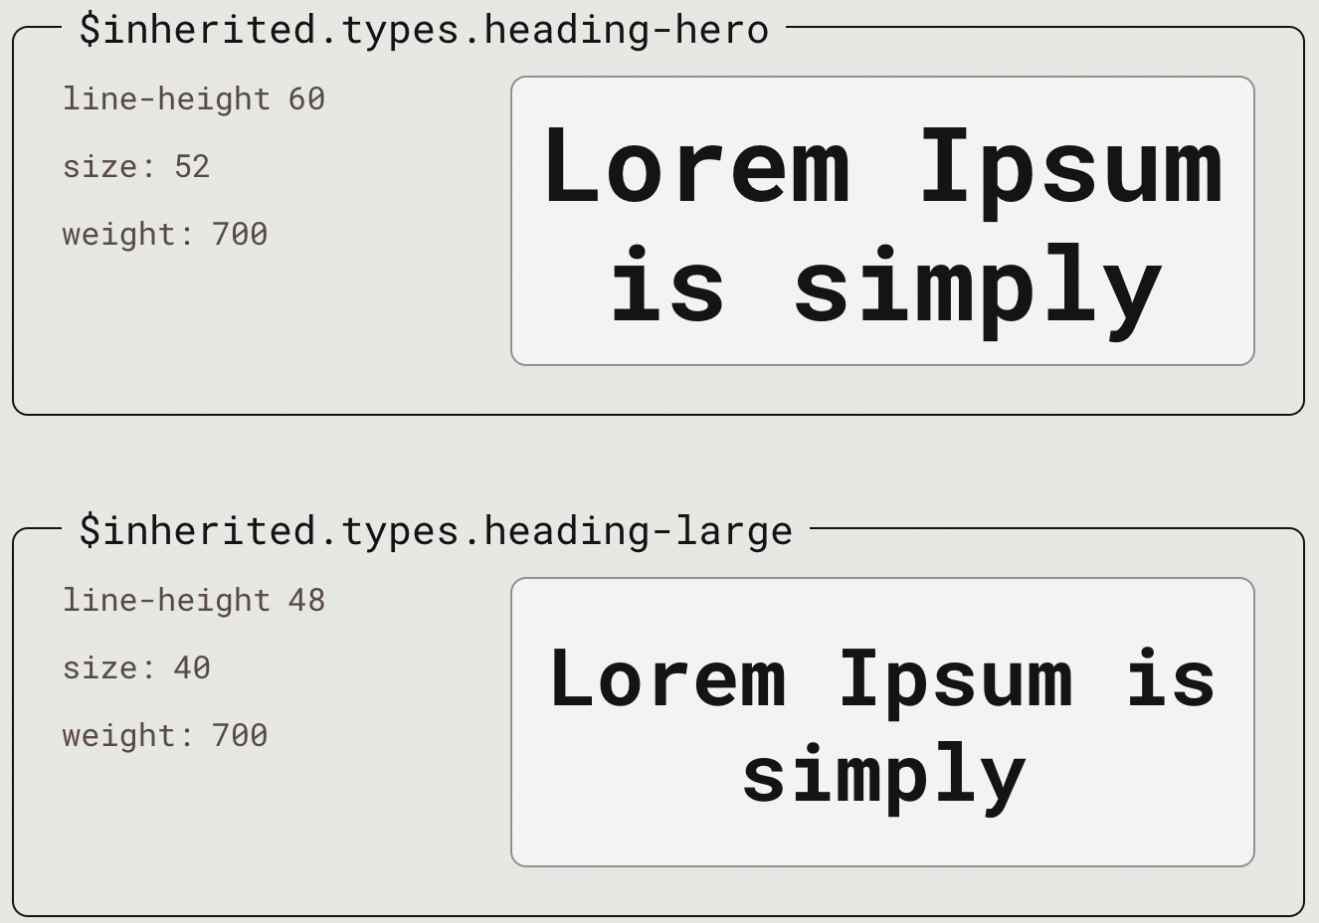 $inherited.types.heading-hero
line-height 60
size: 52
weight: 700
Lorem Ipsum
is simply
$inherited.types.heading-large
line-height 48
size: 40
weight: 700
Lorem Ipsum is
simply